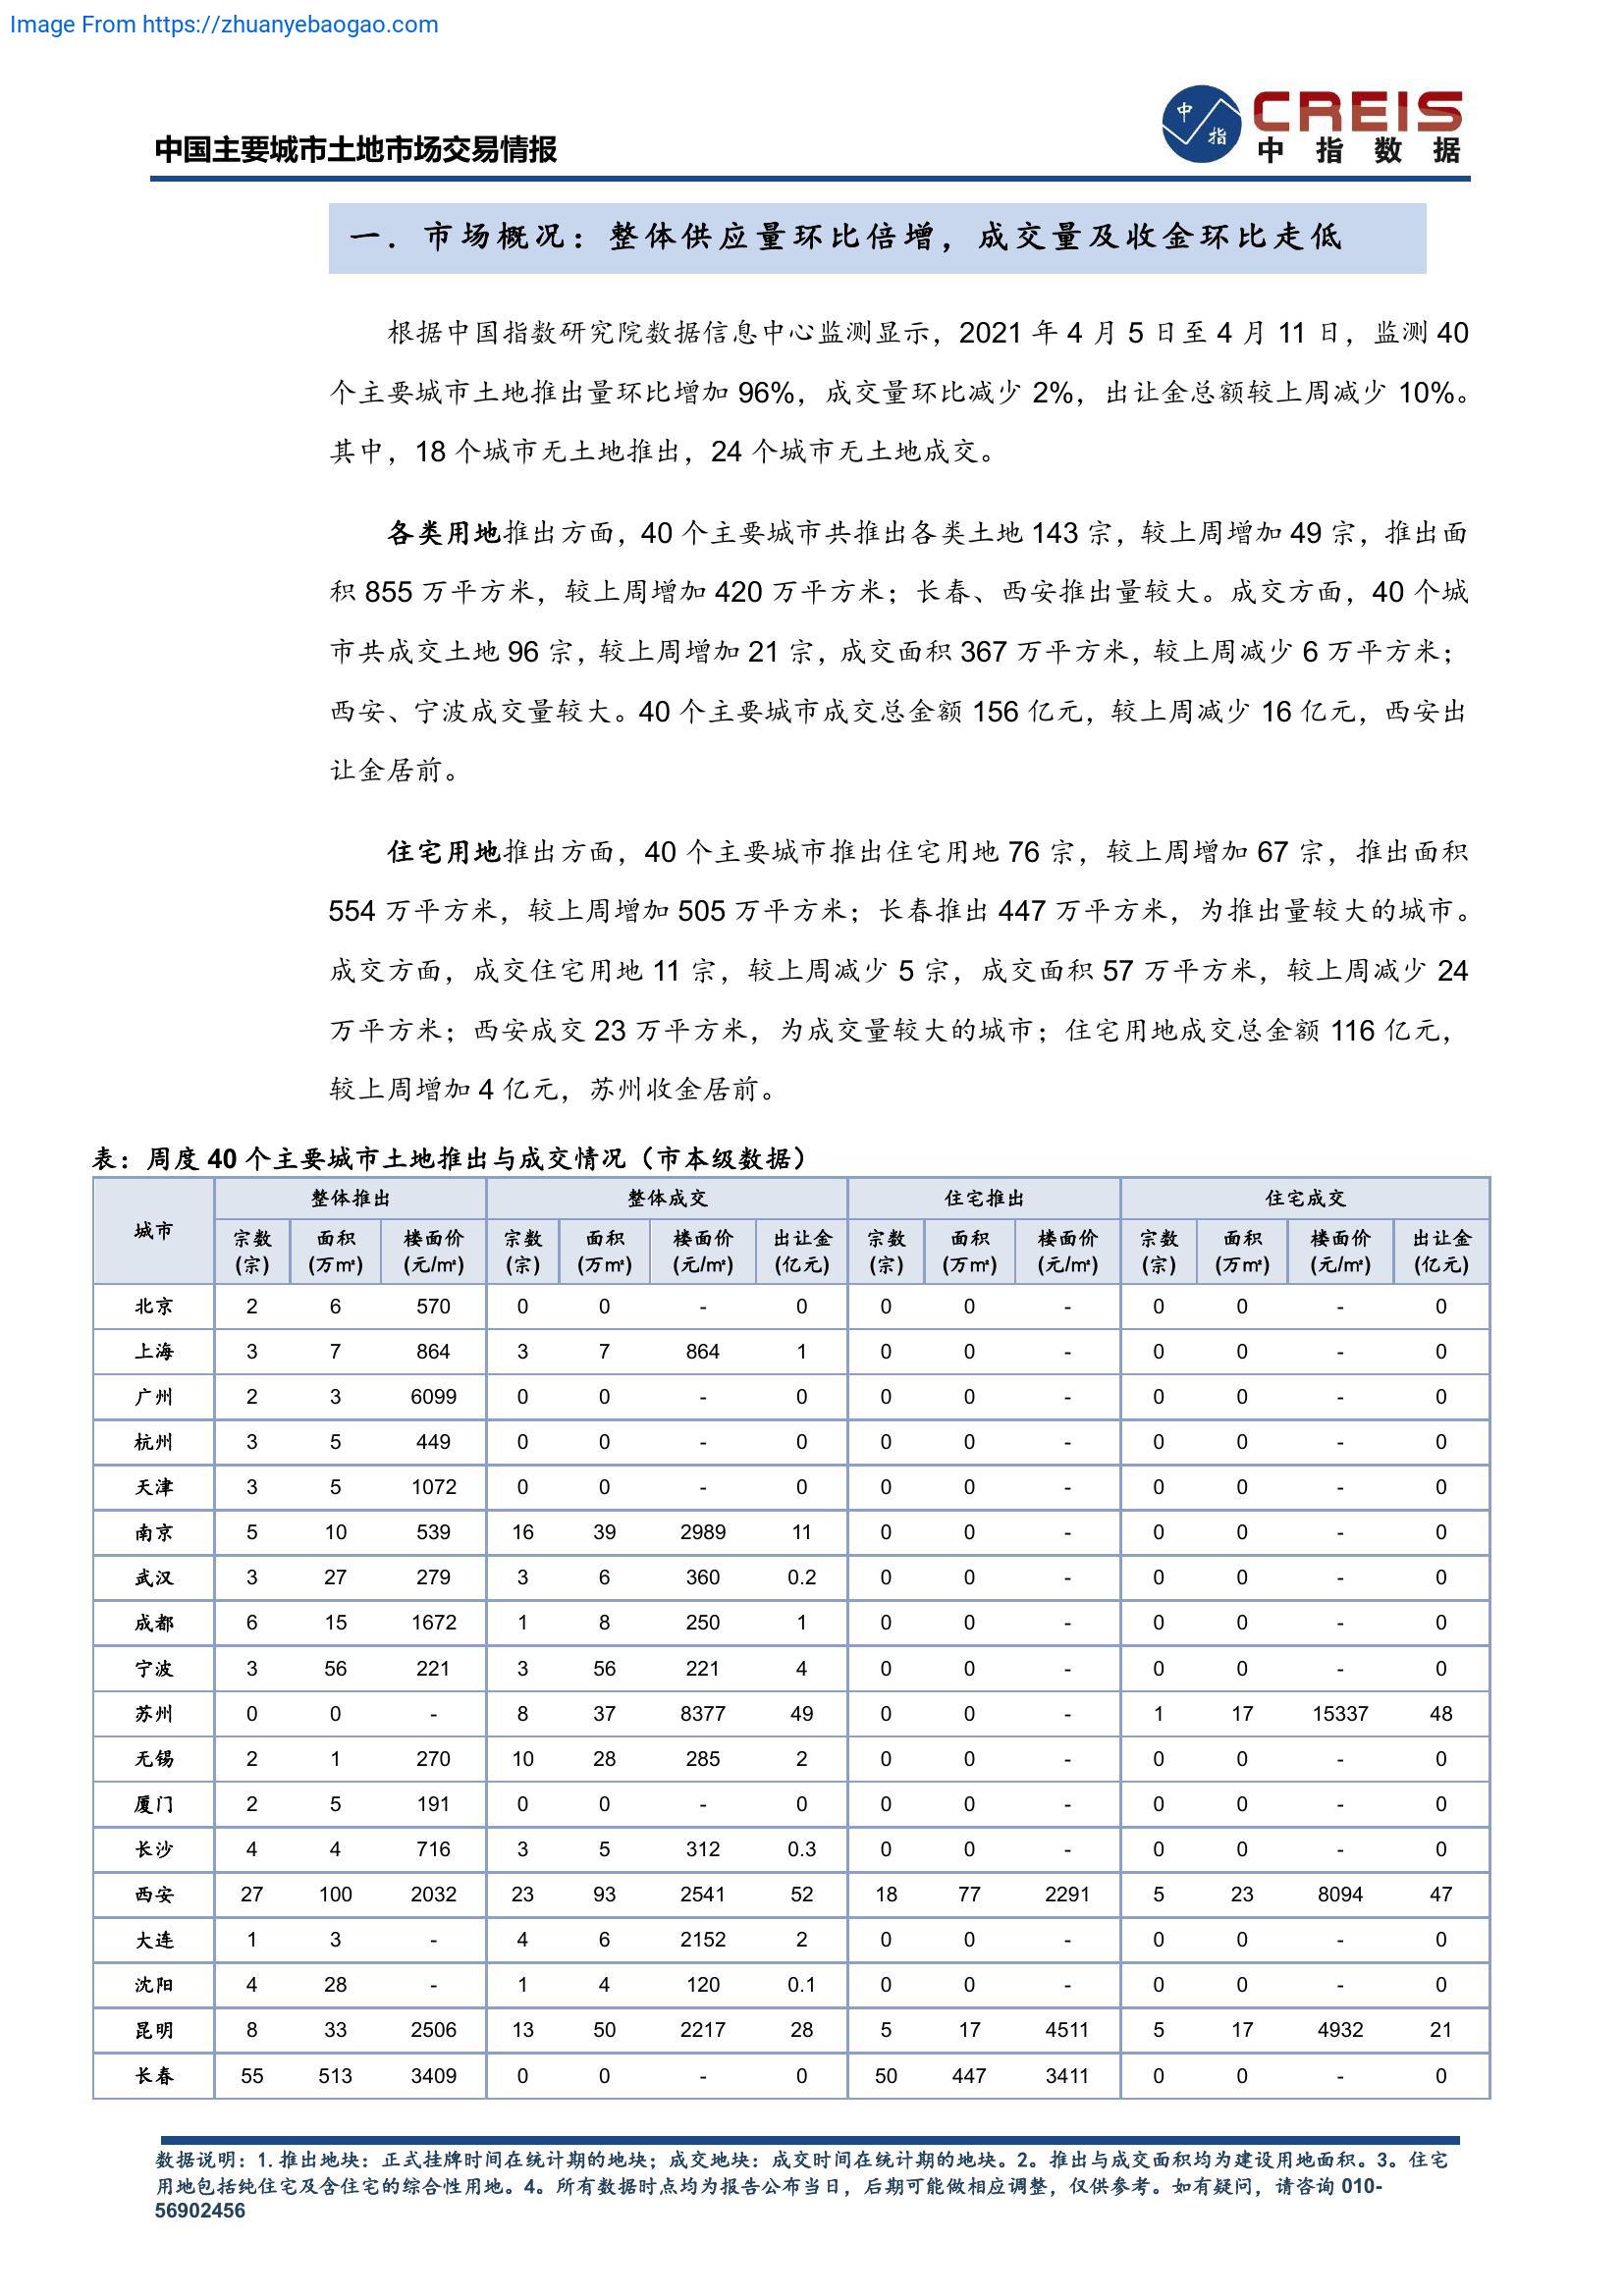 Image From https://zhuanyebaogao.com
中国主要城市土地市场交易情报
中指
CREIS
中指数据
一．市场概况：整体供应量环比倍增，成交量及收金环比走低
根据中国指数研究院数据信息中心监测显示，2021 年 4 月 5 日至 4 月 11 日，监测 40
个主要城市土地推出量环比增加 96%，成交量环比减少 2%，出让金总额较上周减少 10%。
其中，18 个城市无土地推出，24 个城市无土地成交。
各类用地推出方面，40 个主要城市共推出各类土地 143 宗，较上周增加 49 宗，推出面
积 855 万平方米，较上周增加 420 万平方米；长春、西安推出量较大。成交方面，40 个城
市共成交土地 96 宗，较上周增加 21 宗，成交面积 367 万平方米，较上周减少 6 万平方米；
西安、宁波成交量较大。40 个主要城市成交总金额 156 亿元，较上周减少 16 亿元，西安出
让金居前。
住宅用地推出方面，40 个主要城市推出住宅用地 76 宗，较上周增加 67 宗，推出面积
554 万平方米，较上周增加 505 万平方米；长春推出 447 万平方米，为推出量较大的城市。
成交方面，成交住宅用地 11 宗，较上周减少 5 宗，成交面积 57 万平方米，较上周减少 24
万平方米；西安成交 23 万平方米，为成交量较大的城市；住宅用地成交总金额 116 亿元，
较上周增加 4 亿元，苏州收金居前。
表：周度 40 个主要城市土地推出与成交情况（市本级数据）
城市 整体推出 整体成交 住宅推出 住宅成交
宗数 面积 楼面价 宗数 面积 楼面价 出让金 宗数 面积 楼面价 宗数 面积 楼面价 出让金
(宗) (万㎡) (元/㎡) (宗) (万㎡) (元/㎡) (亿元) (宗) (万㎡) (元/㎡) (宗) (万㎡) (元/㎡) (亿元)
北京 2 6 570 0 0 - 0 0 0 - 0 0 - 0
上海 3 7 864 3 7 864 1 0 0 - 0 0 - 0
广州 2 3 6099 0 0 - 0 0 0 - 0 0 - 0
杭州 3 5 449 0 0 - 0 0 0 - 0 0 - 0
天津 3 5 1072 0 0 - 0 0 0 - 0 0 - 0
南京 5 10 539 16 39 2989 11 0 0 - 0 0 - 0
武汉 3 27 279 3 6 360 0.2 0 0 - 0 0 - 0
成都 6 15 1672 1 8 250 1 0 0 - 0 0 - 0
宁波 3 56 221 3 56 221 4 0 0 - 0 0 - 0
苏州 0 0 - 8 37 8377 49 0 0 - 1 17 15337 48
无锡 2 1 270 10 28 285 2 0 0 - 0 0 - 0
厦门 2 5 191 0 0 - 0 0 0 - 0 0 - 0
长沙 4 4 716 3 5 312 0.3 0 0 - 0 0 - 0
西安 27 100 2032 23 93 2541 52 18 77 2291 5 23 8094 47
大连 1 3 - 4 6 2152 2 0 0 - 0 0 - 0
沈阳 4 28 - 1 4 120 0.1 0 0 - 0 0 - 0
昆明 8 33 2506 13 50 2217 28 5 17 4511 5 17 4932 21
长春 55 513 3409 0 0 - 0 50 447 3411 0 0 - 0
数据说明：1.推出地块：正式挂牌时间在统计期的地块；成交地块：成交时间在统计期的地块。2。推出与成交面积均为建设用地面积。3。住宅
用地包括纯住宅及含住宅的综合性用地。4。所有数据时点均为报告公布当日，后期可能做相应调整，仅供参考。如有疑问，请咨询 010-
56902456